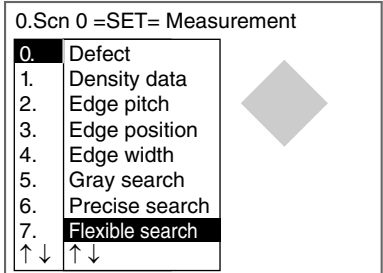 0.Scn 0 =SET= Measurement
0. Defect
1. Density data
2. Edge pitch
3. Edge position
4. Edge width
5. Gray search
6. Precise search
7. Flexible search
↑↓ ↑↓